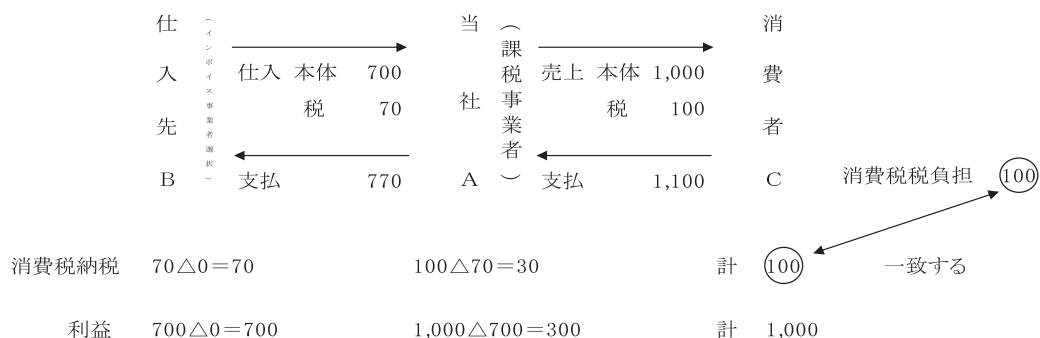 仕入先B
(インボイス事業者選択)
仕入 本体 700
税 70
支払 770
当社A
(課税事業者)
売上 本体 1,000
税 100
支払 1,100
消費者C
消費税税負担 100
消費税納税 70△0=70 100△70=30 計 100 一致する
利益 700△0=700 1,000△700=300 計 1,000